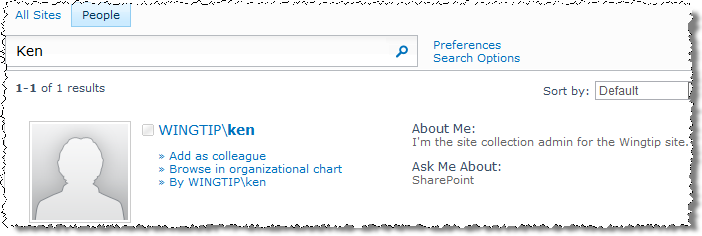 All Sites People
Ken
Preferences
Search Options
1-1 of 1 results
Sort by: Default
WINGTIP\ken
» Add as colleague
» Browse in organizational chart
» By WINGTIP\ken
About Me:
I'm the site collection admin for the Wingtip site.
Ask Me About:
SharePoint